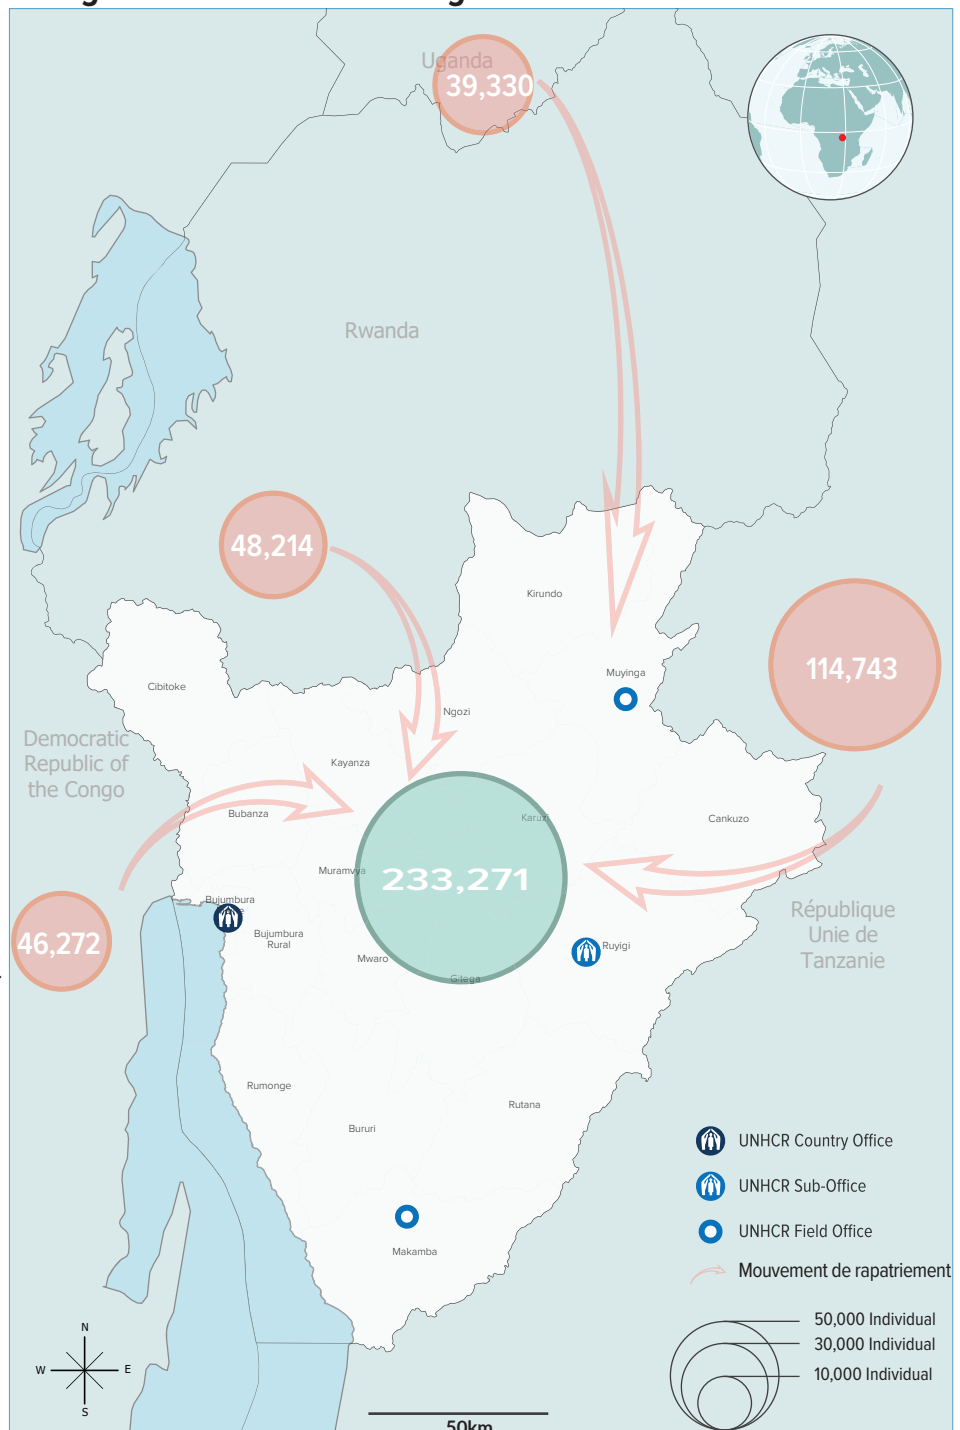 Uganda
39,330
Rwanda
48,214
Kirundo
114,743
Muyinga
Cibitoke
Ngozi
Democratic
Republic of
the Congo
Kayanza
Bubanza
Karuzi
Cankuzo
Muramvya
233,271
Bujumbura
46,272
Bujumbura
Rural
Mwaro
Ruyigi
Gitega
République
Unie de
Tanzanie
Rumonge
Rutana
Bururi
Makamba
UNHCR Country Office
UNHCR Sub-Office
UNHCR Field Office
Mouvement de rapatriement
50,000 Individual
30,000 Individual
10,000 Individual
N
W
E
S
50km